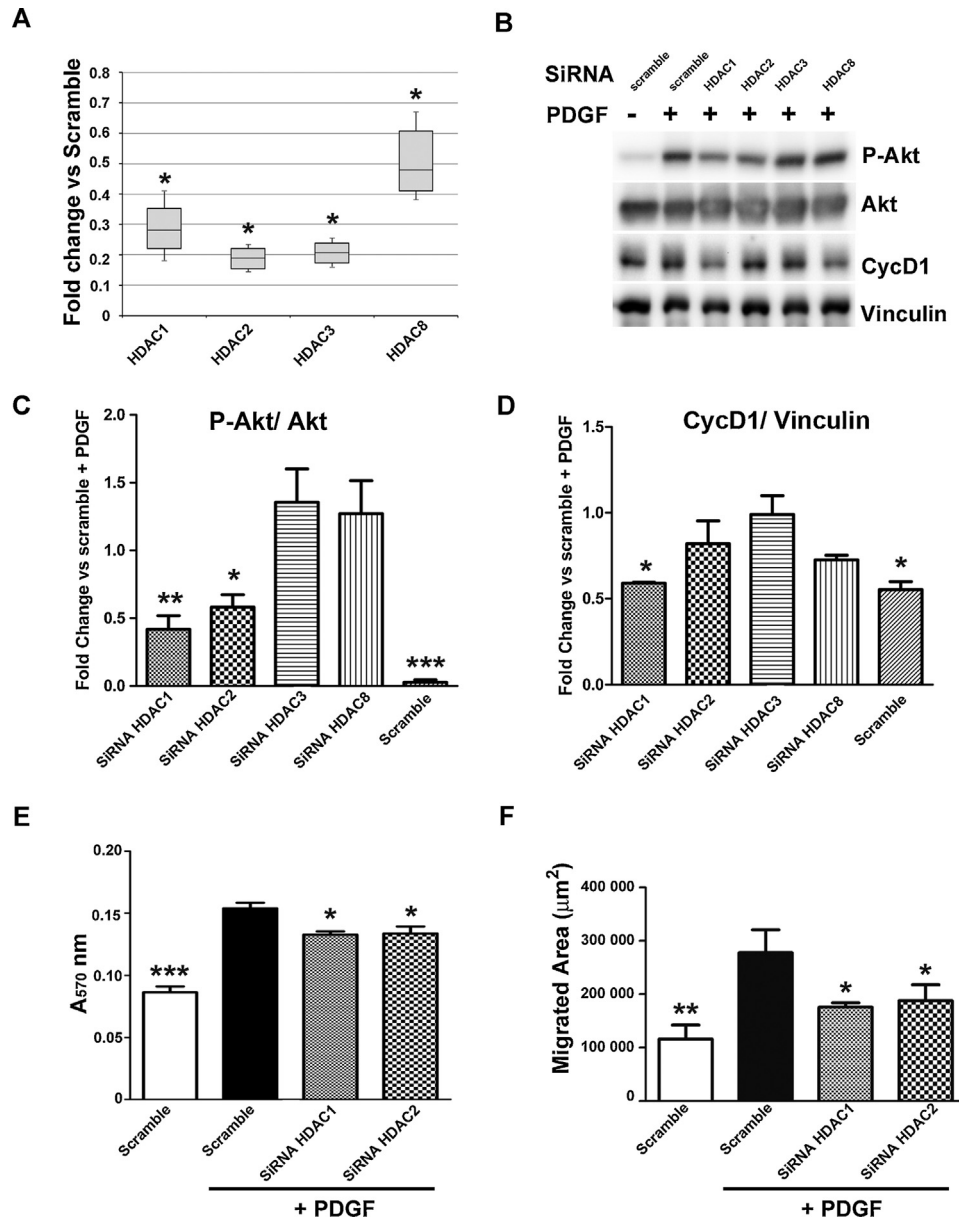 A
Fold change vs Scramble
0.8
0.7
0.6
0.5
0.4
0.3
0.2
0.1
0
*
*
*
*
HDAC1
HDAC2
HDAC3
HDAC8
B
SiRNA
scramble
scramble
HDAC1
HDAC2
HDAC3
HDAC8
PDGF
- + + + + +
P-Akt
Akt
CycD1
Vinculin
C
P-Akt/ Akt
Fold Change vs scramble + PDGF
2.0
1.5
1.0
0.5
0.0
**
*
***
SiRNA HDAC1
SiRNA HDAC2
SiRNA HDAC3
SiRNA HDAC8
Scramble
D
CycD1/ Vinculin
Fold Change vs scramble + PDGF
1.5
1.0
0.5
0.0
*
*
SiRNA HDAC1
SiRNA HDAC2
SiRNA HDAC3
SiRNA HDAC8
Scramble
E
A570 nm
0.20
0.15
0.10
0.05
0
***
*
*
Scramble
Scramble
SiRNA HDAC1
SiRNA HDAC2
+ PDGF
F
Migrated Area (μm2)
400 000
300 000
200 000
100 000
0
**
*
*
Scramble
Scramble
SiRNA HDAC1
SiRNA HDAC2
+ PDGF